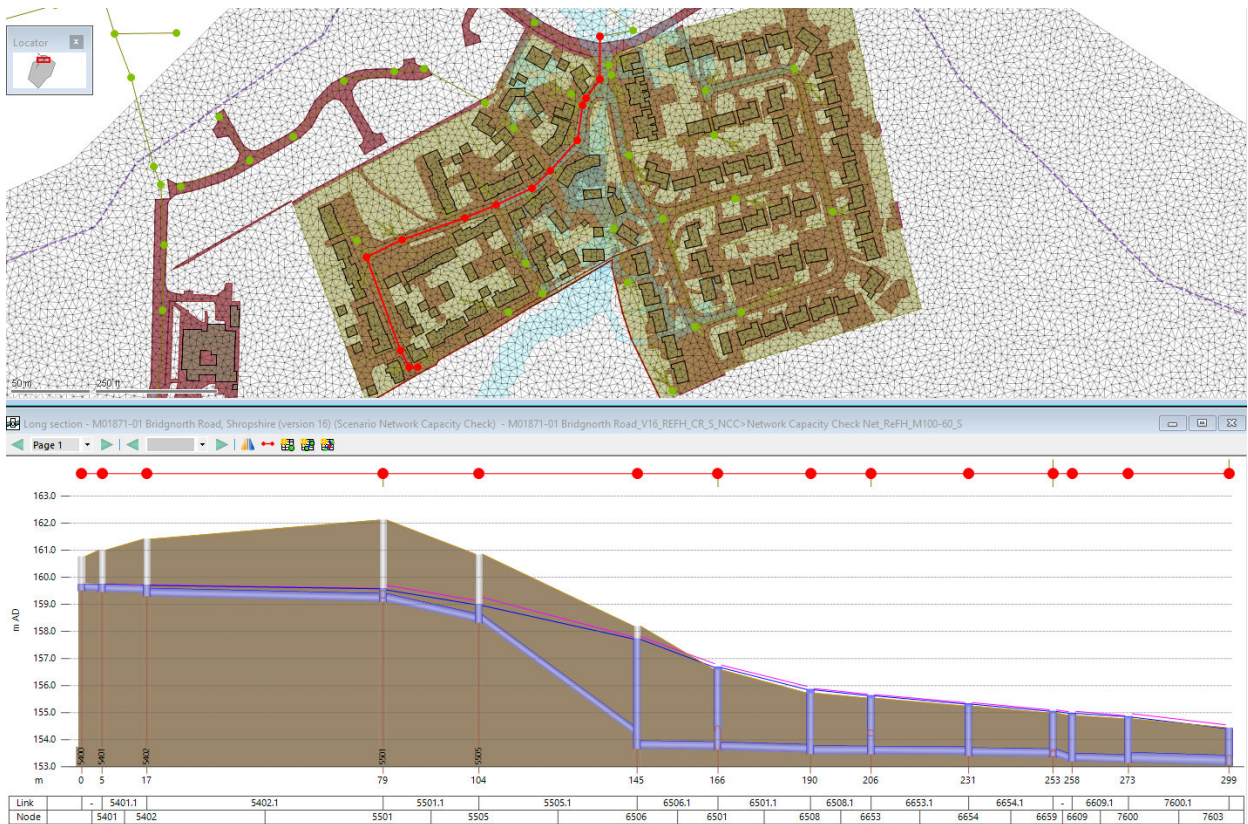 Locator x
50 m 250 ft
Long section - M01871-01 Bridgnorth Road, Shropshire (version 16) (Scenario Network Capacity Check) - M01871-01 Bridgnorth Road_V16_REFH_CR_S_NCC>Network Capacity Check Net_ReFH_M100-60_S
Page 1
163.0
162.0
161.0
160.0
159.0
158.0
157.0
156.0
155.0
154.0
153.0
m AD
5400 5401 5402 5501 5505
m 0 5 17 79 104 145 166 190 206 231 253 258 273 299
Link - 5401.1 5402.1 5501.1 5505.1 6506.1 6501.1 6508.1 6653.1 6654.1 - 6609.1 7600.1
Node 5401 5402 5501 5505 6506 6501 6508 6653 6654 6659 6609 7600 7603